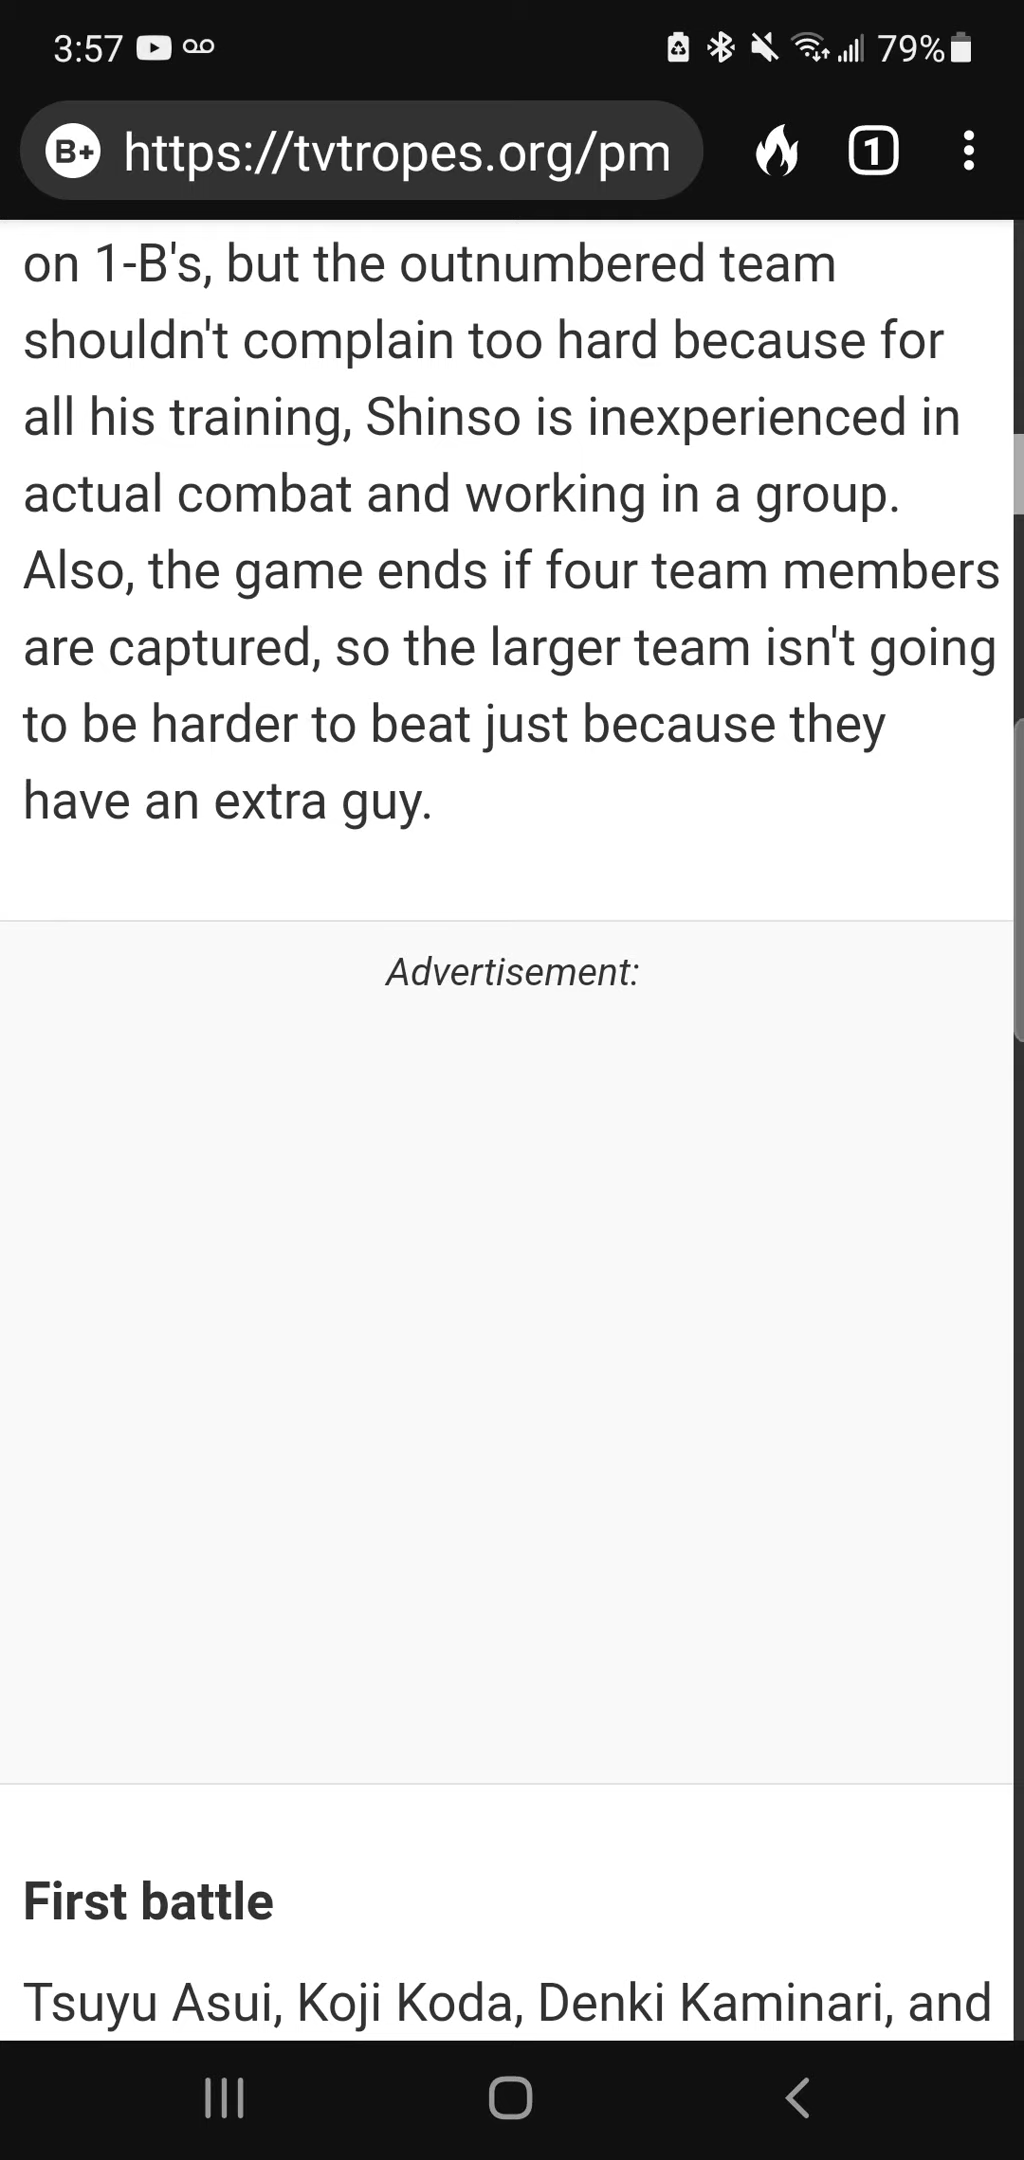 3:57
79%
B+ https://tvtropes.org/pm
1
on 1-B's, but the outnumbered team
shouldn't complain too hard because for
all his training, Shinso is inexperienced in
actual combat and working in a group.
Also, the game ends if four team members
are captured, so the larger team isn't going
to be harder to beat just because they
have an extra guy.
Advertisement:
First battle
Tsuyu Asui, Koji Koda, Denki Kaminari, and